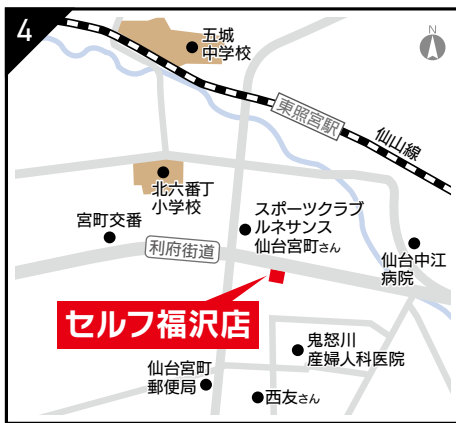 4
N
五城
中学校
東照宮駅
仙山線
北六番丁
小学校
スポーツクラブ
ルネサンス
仙台宮町さん
宮町交番
利府街道
仙台中江
病院
セルフ福沢店
鬼怒川
産婦人科医院
仙台宮町
郵便局
西友さん